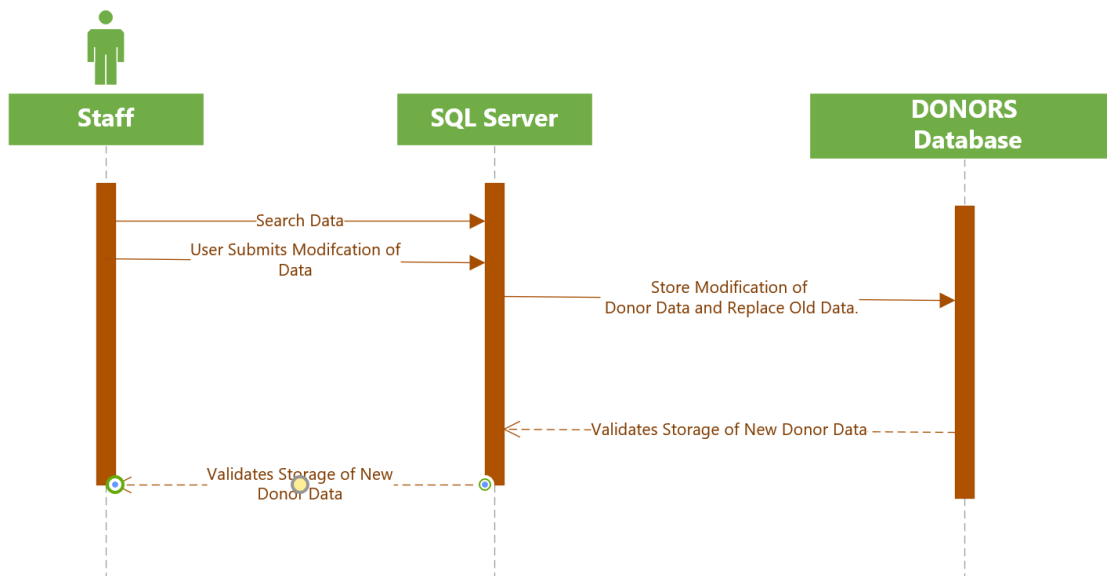 Staff
SQL Server
DONORS
Database
Search Data
User Submits Modifcation of
Data
Store Modification of
Donor Data and Replace Old Data.
Validates Storage of New Donor Data
Validates Storage of New
Donor Data